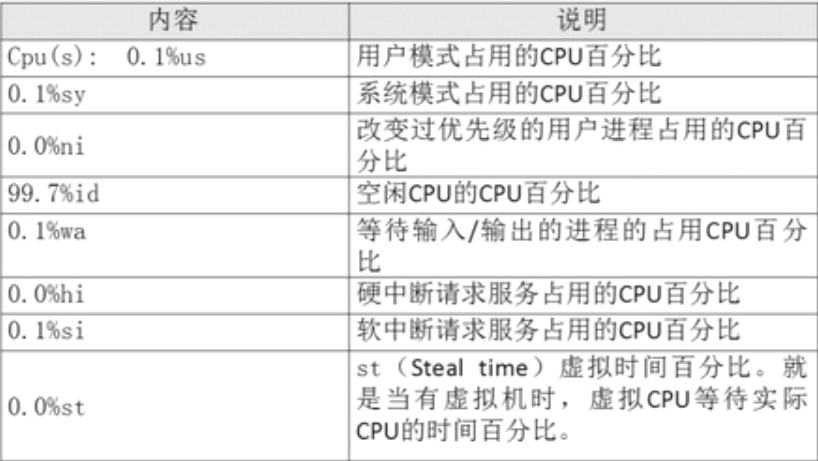 内容 说明
Cpu(s): 0.1%us 用户模式占用的CPU百分比
0.1%sy 系统模式占用的CPU百分比
0.0%ni 改变过优先级的用户进程占用的CPU百
分比
99.7%id 空闲CPU的CPU百分比
0.1%wa 等待输入/输出的进程的占用CPU百分
比
0.0%hi 硬中断请求服务占用的CPU百分比
0.1%si 软中断请求服务占用的CPU百分比
0.0%st st（Steal time）虚拟时间百分比。就
是当有虚拟机时，虚拟CPU等待实际
CPU的时间百分比。